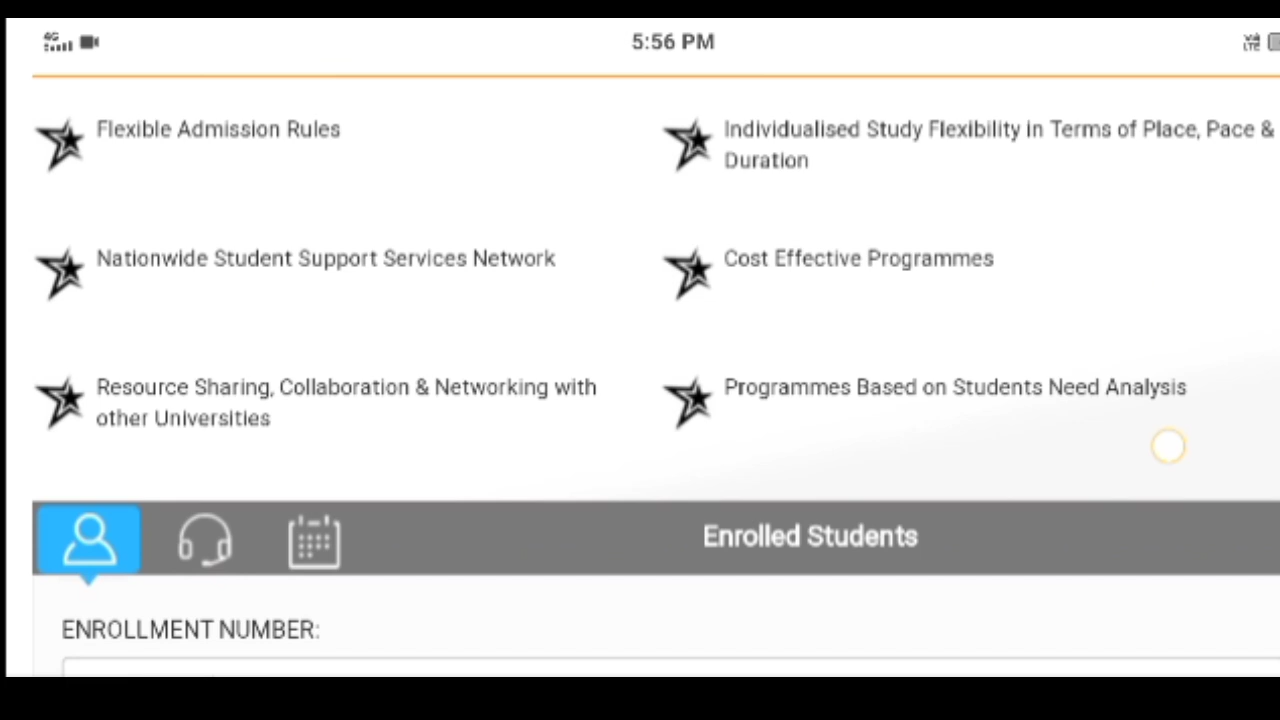 4G
5:56 PM
Flexible Admission Rules
Individualised Study Flexibility in Terms of Place, Pace &
Duration
Nationwide Student Support Services Network
Cost Effective Programmes
Resource Sharing, Collaboration & Networking with
other Universities
Programmes Based on Students Need Analysis
Enrolled Students
ENROLLMENT NUMBER: